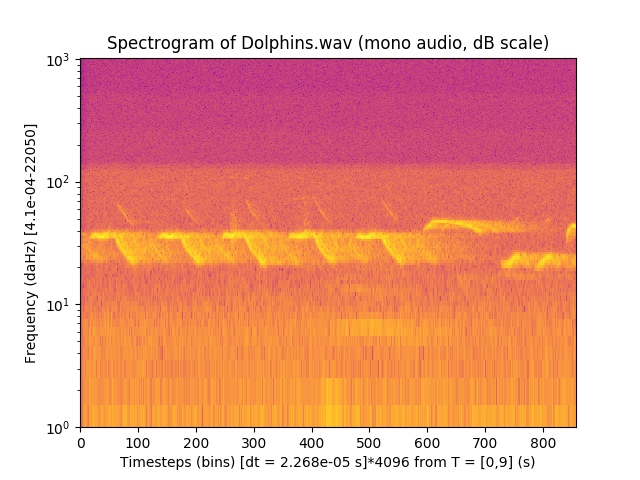 Spectrogram of Dolphins.wav (mono audio, dB scale)
Frequency (daHz) [4.1e-04-22050]
10³
10²
10¹
10⁰
0 100 200 300 400 500 600 700 800
Timesteps (bins) [dt = 2.268e-05 s]*4096 from T = [0,9] (s)